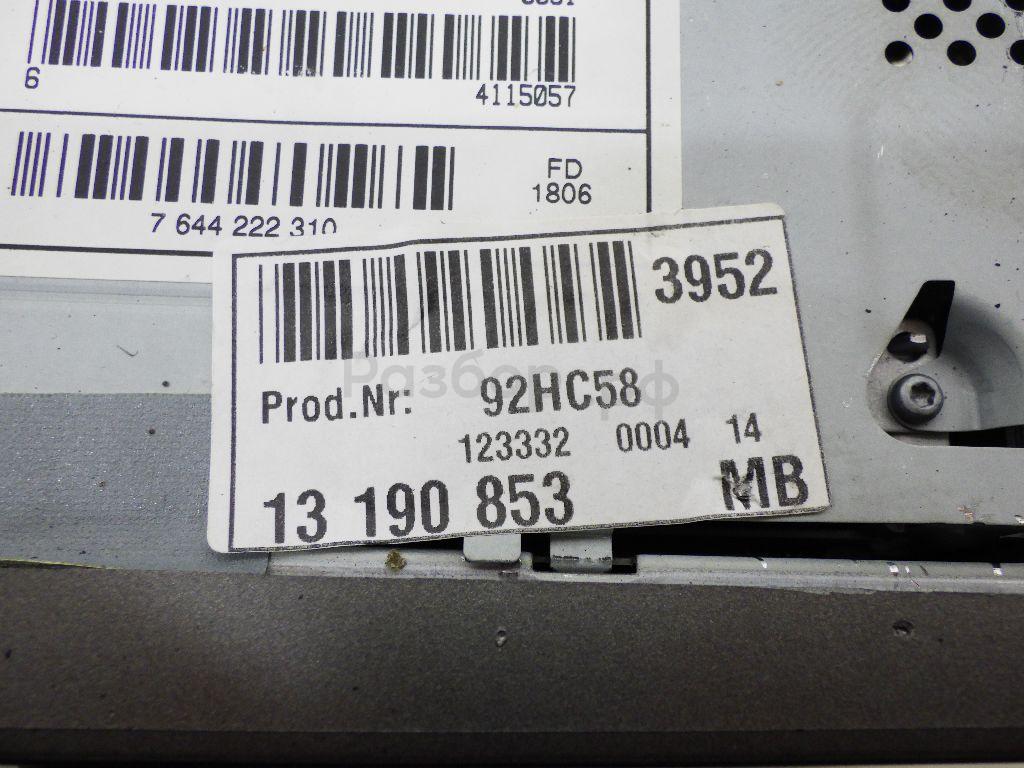 6
4115057
FD
1806
7 644 222 310
3952
Prod.Nr: 92HC58
123332 0004 14
13 190 853 MB